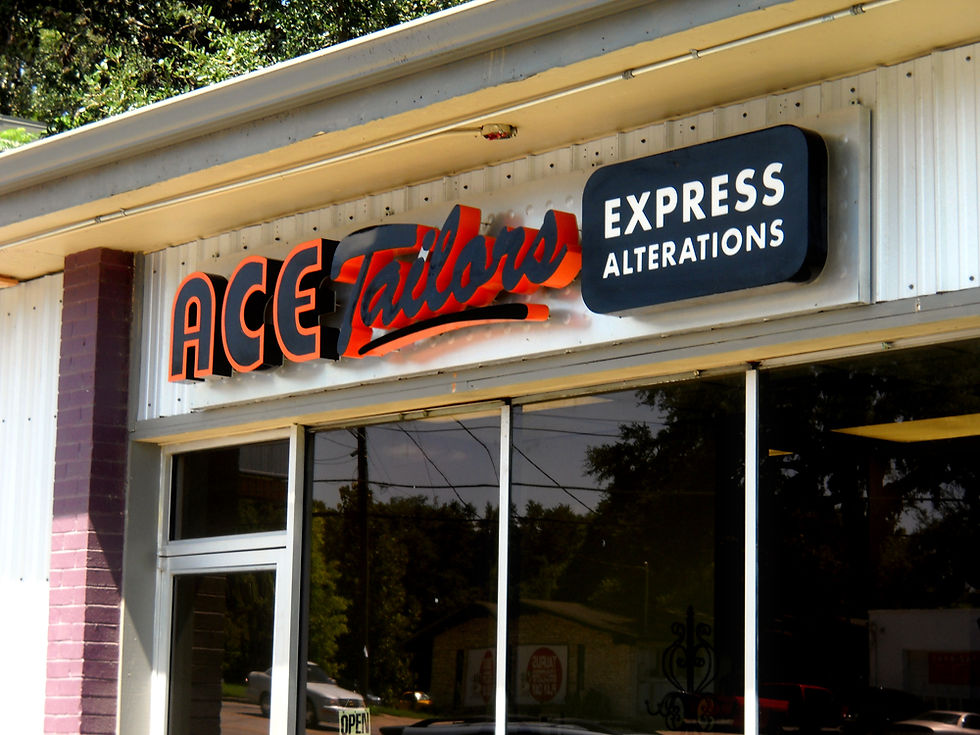 ACE Tailors
EXPRESS
ALTERATIONS
OPEN